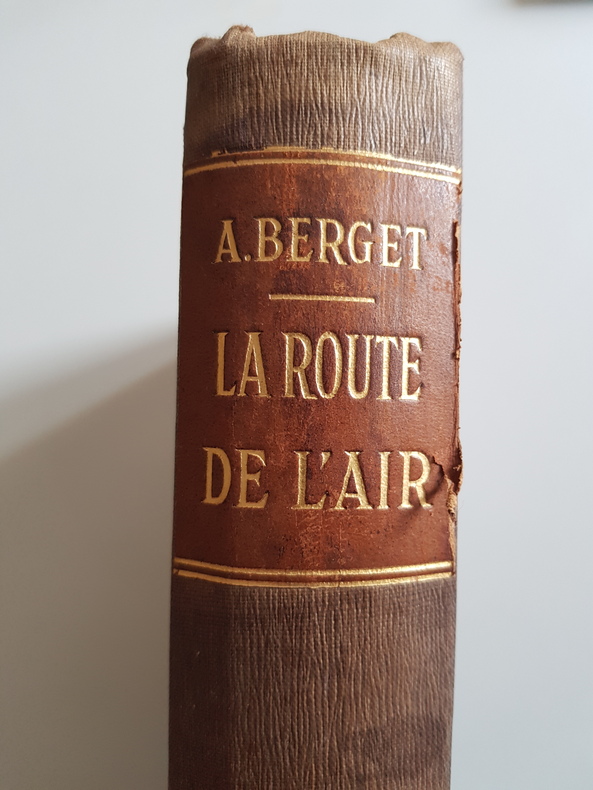 A. BERGET
LA ROUTE
DE L'AIR